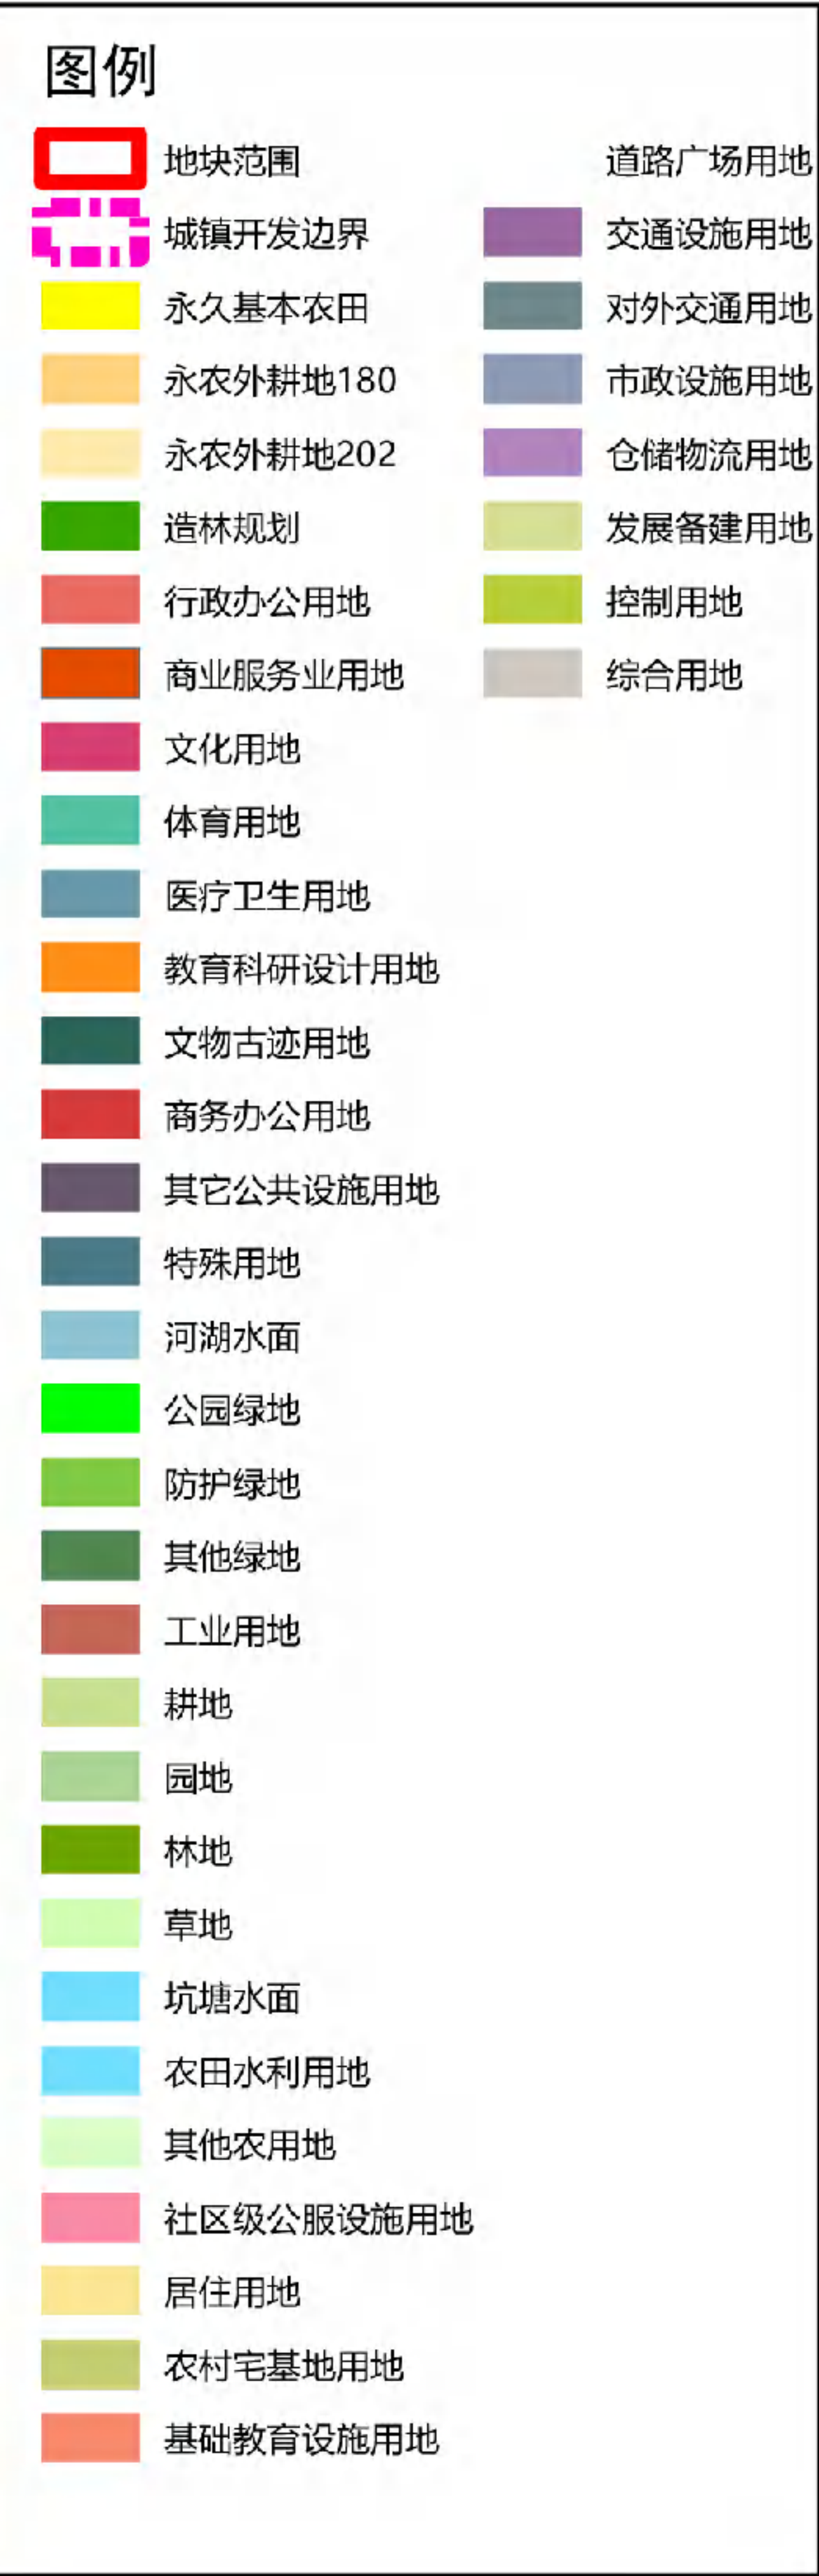 图例
地块范围
城镇开发边界
永久基本农田
永农外耕地180
永农外耕地202
造林规划
行政办公用地
商业服务业用地
文化用地
体育用地
医疗卫生用地
教育科研设计用地
文物古迹用地
商务办公用地
其它公共设施用地
特殊用地
河湖水面
公园绿地
防护绿地
其他绿地
工业用地
耕地
园地
林地
草地
坑塘水面
农田水利用地
其他农用地
社区级公服设施用地
居住用地
农村宅基地用地
基础教育设施用地
道路广场用地
交通设施用地
对外交通用地
市政设施用地
仓储物流用地
发展备建用地
控制用地
综合用地